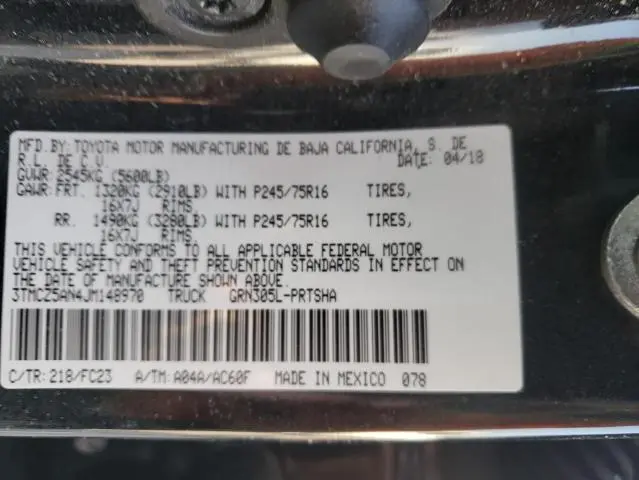 MFD.BY:TOYOTA MOTOR MANUFACTURING DE BAJA CALIFORNIA, S. DE
R.L. DE C.V. DATE: 04/18
GVWR:2545KG (5600LB)
GAWR:FRT. 1320KG (2910LB) WITH P245/75R16 TIRES,
16X7J RIMS
RR. 1490KG (3280LB) WITH P245/75R16 TIRES,
16X7J RIMS
THIS VEHICLE CONFORMS TO ALL APPLICABLE FEDERAL MOTOR
VEHICLE SAFETY AND THEFT PREVENTION STANDARDS IN EFFECT ON
THE DATE OF MANUFACTURE SHOWN ABOVE.
3TMCZ5AN4JM148970 TRUCK GRN305L-PRTSHA
C/TR:218/FC23 A/TM:A04A/AC60F MADE IN MEXICO 078